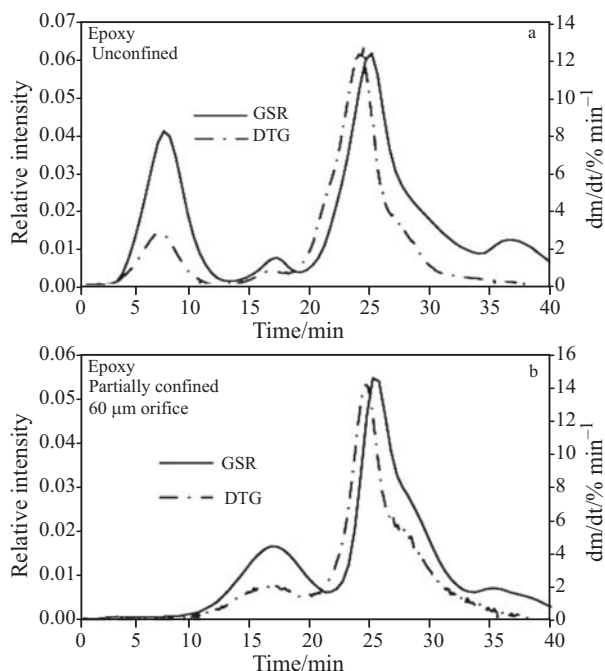 Epoxy
Unconfined
a
GSR
DTG
Relative intensity
0.07
0.06
0.05
0.04
0.03
0.02
0.01
0.00
14
12
10
8
6
4
2
0
dm/dt/% min⁻¹
0 5 10 15 20 25 30 35 40
Time/min
Epoxy
Partially confined
60 μm orifice
b
GSR
DTG
Relative intensity
0.06
0.05
0.04
0.03
0.02
0.01
0.00
16
14
12
10
8
6
4
2
0
dm/dt/% min⁻¹
0 5 10 15 20 25 30 35 40
Time/min